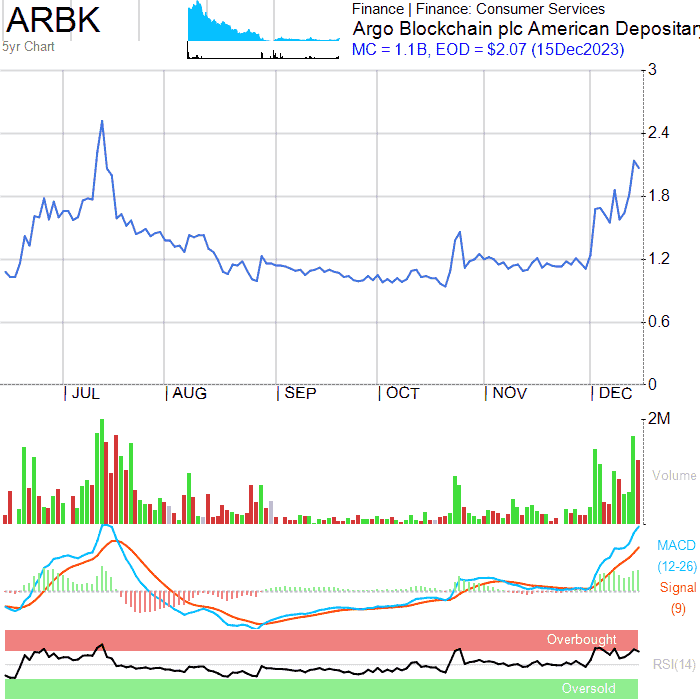 ARBK
5yr Chart
Finance | Finance: Consumer Services
Argo Blockchain plc American Depositary
MC = 1.1B, EOD = $2.07 (15Dec2023)
3
2.4
1.8
1.2
0.6
0
JUL AUG SEP OCT NOV DEC
2M
Volume
MACD
(12-26)
Signal
(9)
Overbought
RSI(14)
Oversold